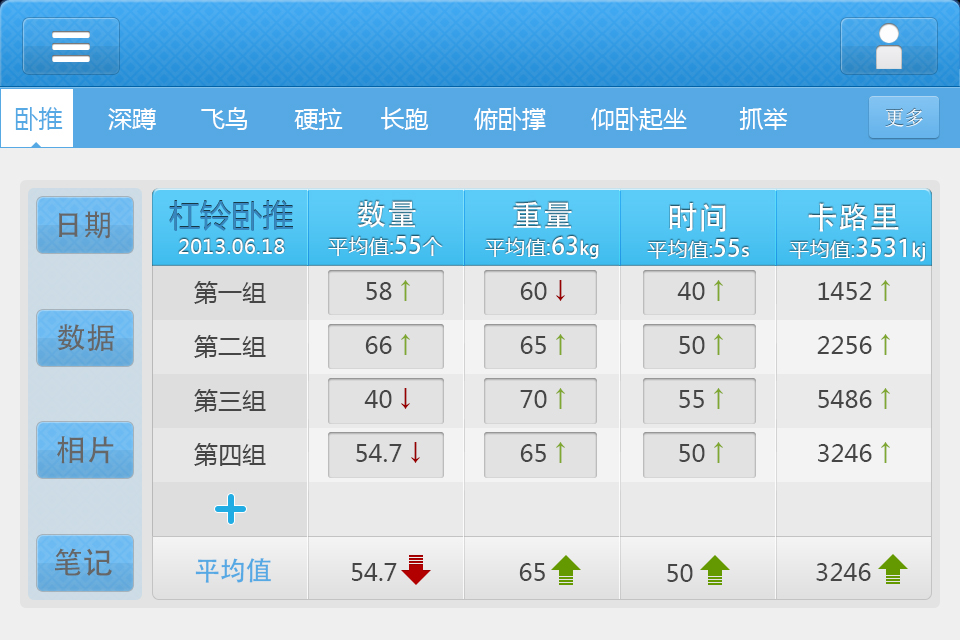 卧推 深蹲 飞鸟 硬拉 长跑 俯卧撑 仰卧起坐 抓举 更多
日期
数据
相片
笔记
杠铃卧推 数量 重量 时间 卡路里
2013.06.18 平均值:55个 平均值:63kg 平均值:55s 平均值:3531kj
第一组 58↑ 60↓ 40↑ 1452↑
第二组 66↑ 65↑ 50↑ 2256↑
第三组 40↓ 70↑ 55↑ 5486↑
第四组 54.7↓ 65↑ 50↑ 3246↑
平均值 54.7 65 50 3246